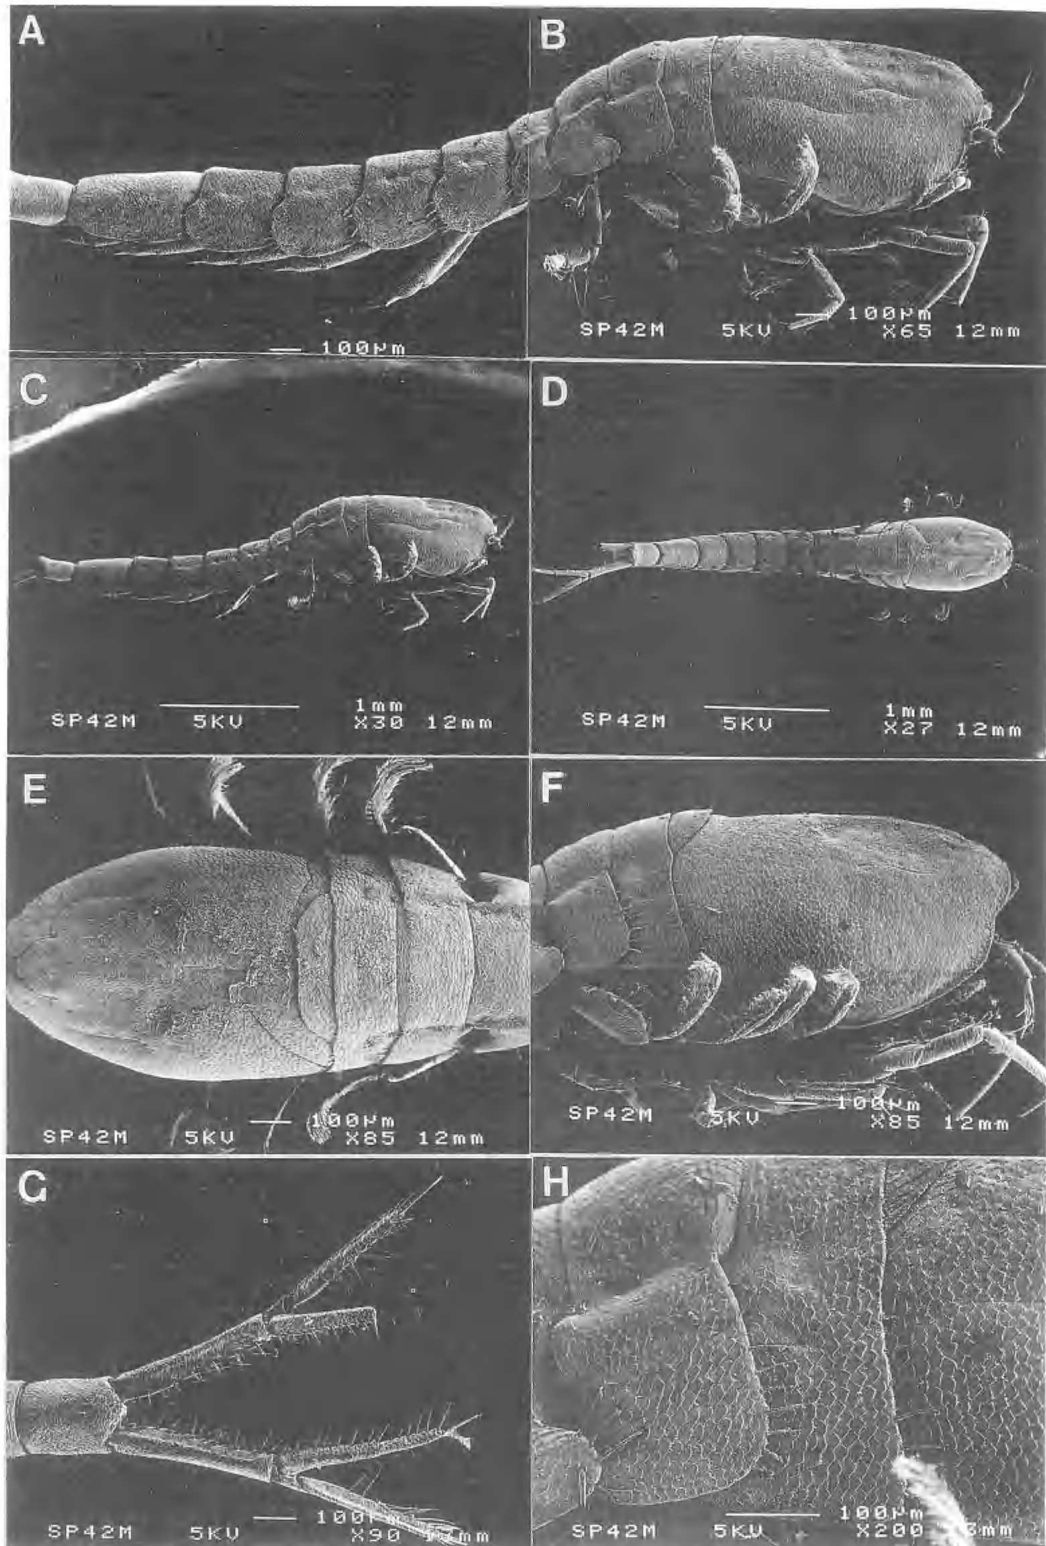 A
B
100µm
100µm
SP42M 5KV X65 12mm
C
D
1mm
SP42M 5KV X30 12mm
1mm
SP42M 5KV X27 12mm
E
F
100µm
SP42M 5KV X85 12mm
100µm
SP42M 5KV X85 12mm
G
H
100µm
SP42M 5KV X90
100µm
SP42M 5KV X200